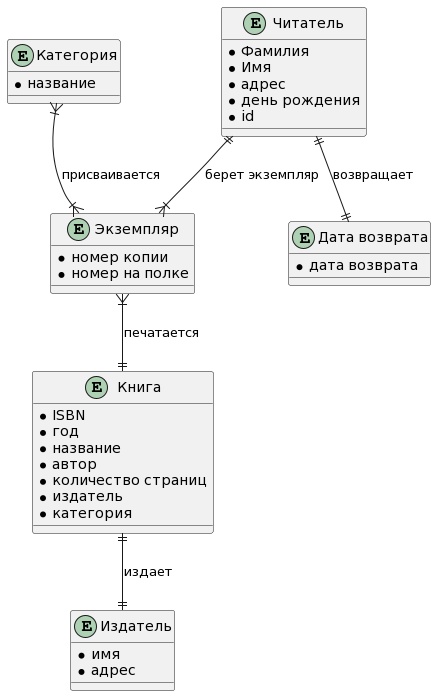 E Читатель
Фамилия
Имя
адрес
день рождения
id
E Категория
название
присваивается
берет экземпляр
возвращает
E Экземпляр
номер копии
номер на полке
E Дата возврата
дата возврата
печатается
E Книга
ISBN
год
название
автор
количество страниц
издатель
категория
издает
E Издатель
имя
адрес